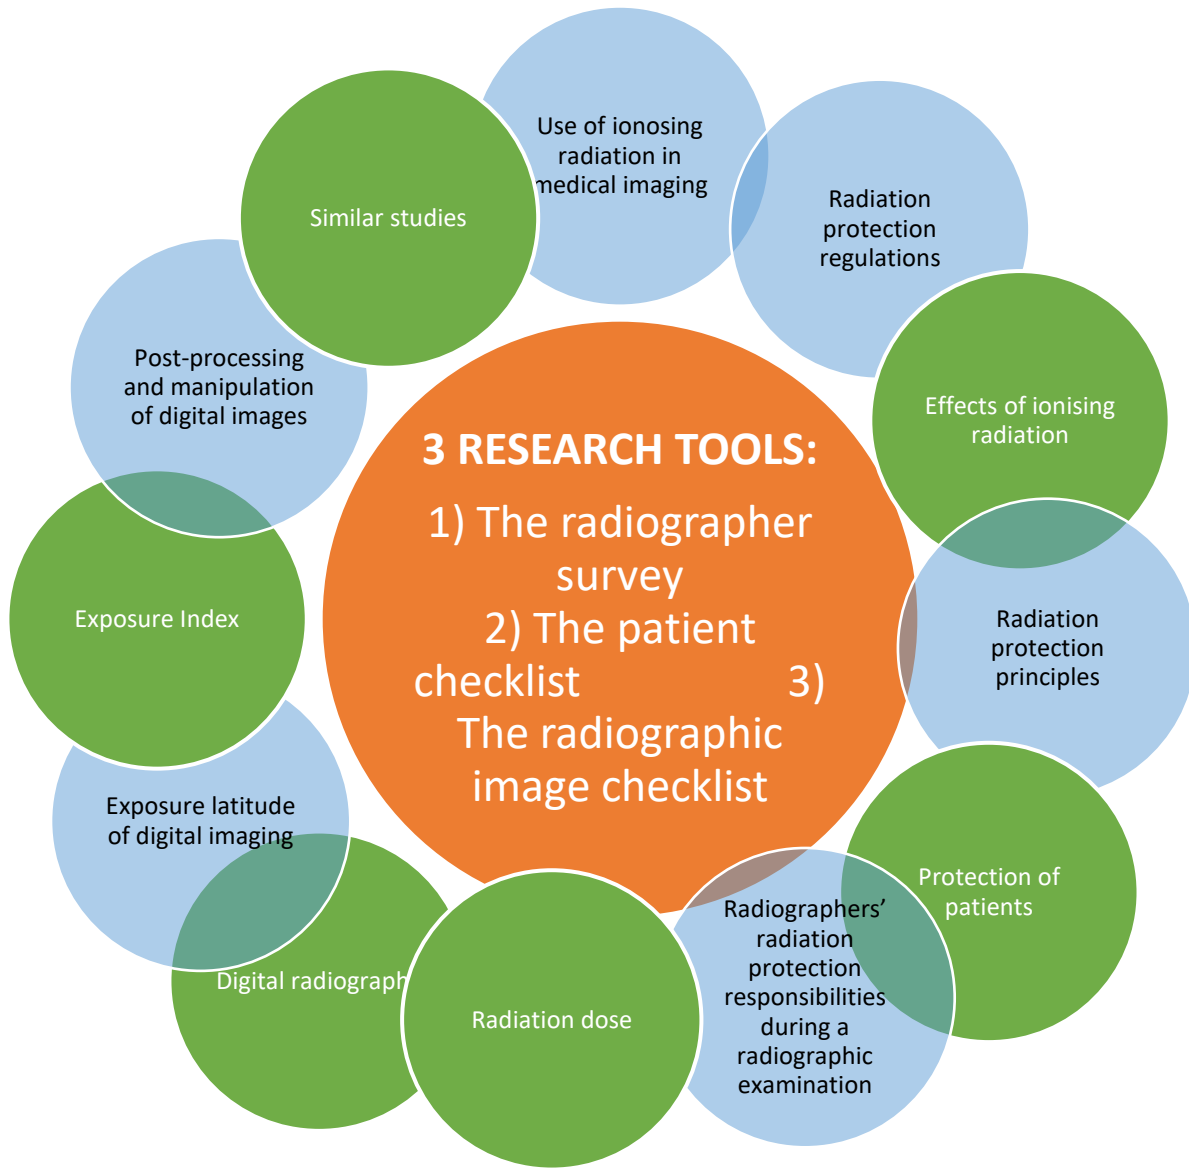 Use of ionosing
radiation in
medical imaging
Radiation
protection
regulations
Effects of ionising
radiation
Radiation
protection
principles
Protection of
patients
Radiographers’
radiation
protection
responsibilities
during a
radiographic
examination
Radiation dose
Digital radiograph
Exposure latitude
of digital imaging
Exposure Index
Post-processing
and manipulation
of digital images
Similar studies
3 RESEARCH TOOLS:
1) The radiographer
survey
2) The patient
checklist 3)
The radiographic
image checklist